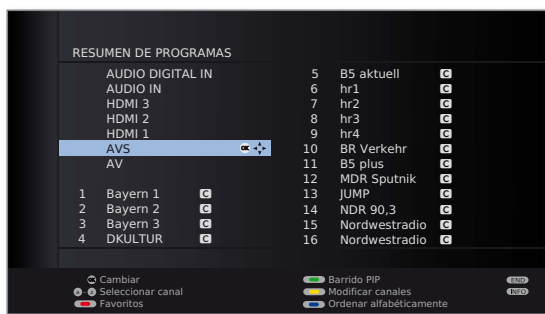 RESUMEN DE PROGRAMAS
AUDIO DIGITAL IN
AUDIO IN
HDMI 3
HDMI 2
HDMI 1
AVS OK
AV
1 Bayern 1 C
2 Bayern 2 C
3 Bayern 3 C
4 DKULTUR C
5 B5 aktuell C
6 hr1 C
7 hr2 C
8 hr3 C
9 hr4 C
10 BR Verkehr C
11 B5 plus C
12 MDR Sputnik C
13 JUMP C
14 NDR 90,3 C
15 Nordwestradio C
16 Nordwestradio C
OK Cambiar
Seleccionar canal
Favoritos
Barrido PIP
Modificar canales
Ordenar alfabéticamente
END
INFO